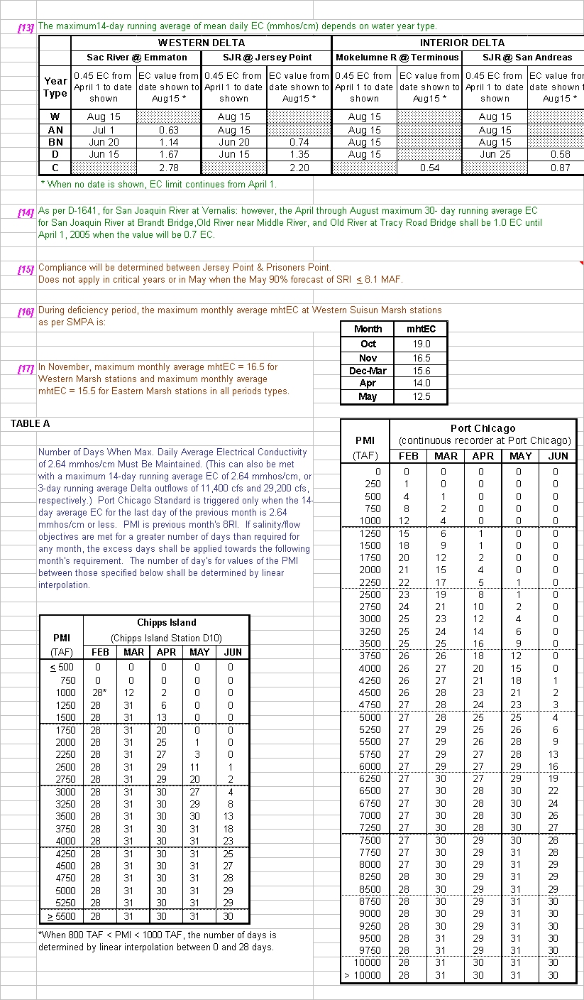 [13] The maximum14-day running average of mean daily EC (mmhos/cm) depends on water year type.
WESTERN DELTA INTERIOR DELTA
Sac River @ Emmaton SJR @ Jersey Point Mokelumne R @ Terminous SJR @ San Andreas
Year Type
0.45 EC from April 1 to date shown
EC value from date shown to Aug15 *
0.45 EC from April 1 to date shown
EC value from date shown to Aug15 *
0.45 EC from April 1 to date shown
EC value from date shown to Aug15 *
0.45 EC from April 1 to date shown
EC value from date shown Aug15 *
W Aug 15 Aug 15 Aug 15 Aug 15
AN Jul 1 0.63 Aug 15 Aug 15 Aug 15
BN Jun 20 1.14 Jun 20 0.74 Aug 15 Aug 15
D Jun 15 1.67 Jun 15 1.35 Aug 15 Jun 25 0.58
C 2.78 2.20 0.54 0.87
* When no date is shown, EC limit continues from April 1.
[14] As per D-1641, for San Joaquin River at Vernalis: however, the April through August maximum 30- day running average EC
for San Joaquin River at Brandt Bridge,Old River near Middle River, and Old River at Tracy Road Bridge shall be 1.0 EC until
April 1, 2005 when the value will be 0.7 EC.
[15] Compliance will be determined between Jersey Point & Prisoners Point.
Does not apply in critical years or in May when the May 90% forecast of SRI ≤ 8.1 MAF.
[16] During deficiency period, the maximum monthly average mhtEC at Western Suisun Marsh stations
as per SMPA is:
Month mhtEC
Oct 19.0
Nov 16.5
Dec-Mar 15.6
Apr 14.0
May 12.5
[17] In November, maximum monthly average mhtEC = 16.5 for
Western Marsh stations and maximum monthly average
mhtEC = 15.5 for Eastern Marsh stations in all periods types.
TABLE A
Number of Days When Max. Daily Average Electrical Conductivity
of 2.64 mmhos/cm Must Be Maintained. (This can also be met
with a maximum 14-day running average EC of 2.64 mmhos/cm, or
3-day running average Delta outflows of 11,400 cfs and 29,200 cfs,
respectively.) Port Chicago Standard is triggered only when the 14-
day average EC for the last day of the previous month is 2.64
mmhos/cm or less. PMI is previous month's 8RI. If salinity/flow
objectives are met for a greater number of days than required for
any month, the excess days shall be applied towards the following
month's requirement. The number of day's for values of the PMI
between those specified below shall be determined by linear
interpolation.
Chipps Island
PMI (Chipps Island Station D10)
(TAF) FEB MAR APR MAY JUN
≤ 500 0 0 0 0 0
750 0 0 0 0 0
1000 28* 12 2 0 0
1250 28 31 6 0 0
1500 28 31 13 0 0
1750 28 31 20 0 0
2000 28 31 25 1 0
2250 28 31 27 3 0
2500 28 31 29 11 1
2750 28 31 29 20 2
3000 28 31 30 27 4
3250 28 31 30 29 8
3500 28 31 30 30 13
3750 28 31 30 31 18
4000 28 31 30 31 23
4250 28 31 30 31 25
4500 28 31 30 31 27
4750 28 31 30 31 28
5000 28 31 30 31 29
5250 28 31 30 31 29
≥ 5500 28 31 30 31 30
*When 800 TAF < PMI < 1000 TAF, the number of days is
determined by linear interpolation between 0 and 28 days.
Port Chicago
PMI (continuous recorder at Port Chicago)
(TAF) FEB MAR APR MAY JUN
0 0 0 0 0 0
250 1 0 0 0 0
500 4 1 0 0 0
750 8 2 0 0 0
1000 12 4 0 0 0
1250 15 6 1 0 0
1500 18 9 1 0 0
1750 20 12 2 0 0
2000 21 15 4 0 0
2250 22 17 5 1 0
2500 23 19 8 1 0
2750 24 21 10 2 0
3000 25 23 12 4 0
3250 25 24 14 6 0
3500 25 25 16 9 0
3750 26 26 18 12 0
4000 26 27 20 15 0
4250 26 27 21 18 1
4500 26 28 23 21 2
4750 27 28 24 23 3
5000 27 28 25 25 4
5250 27 29 25 26 6
5500 27 29 26 28 9
5750 27 29 27 28 13
6000 27 29 27 29 16
6250 27 30 27 29 19
6500 27 30 28 30 22
6750 27 30 28 30 24
7000 27 30 28 30 26
7250 27 30 28 30 27
7500 27 30 29 30 28
7750 27 30 29 31 28
8000 27 30 29 31 29
8250 28 30 29 31 29
8500 28 30 29 31 29
8750 28 30 29 31 30
9000 28 30 29 31 30
9250 28 30 29 31 30
9500 28 31 29 31 30
9750 28 31 29 31 30
10000 28 31 30 31 30
> 10000 28 31 30 31 30